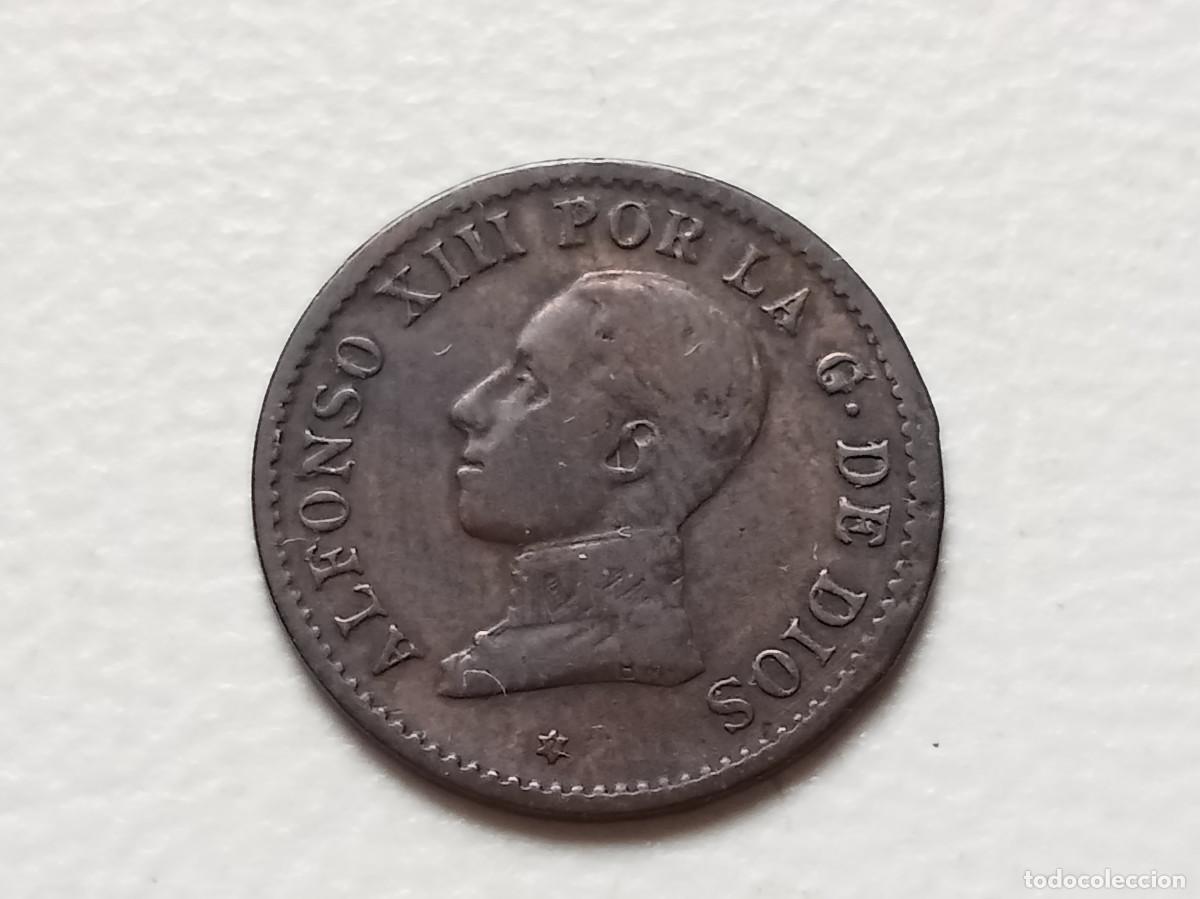 ALFONSO XIII POR LA G. DE DIOS
todocoleccion